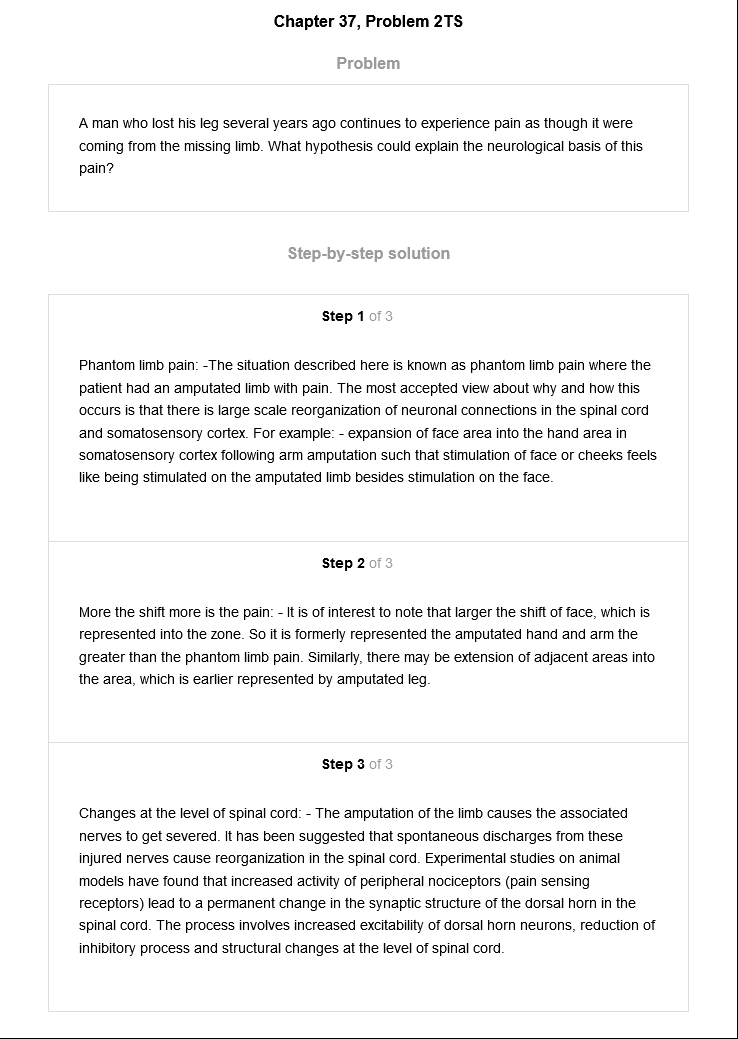 Chapter 37, Problem 2TS
Problem
A man who lost his leg several years ago continues to experience pain as though it were
coming from the missing limb. What hypothesis could explain the neurological basis of this
pain?
Step-by-step solution
Step 1 of 3
Phantom limb pain: -The situation described here is known as phantom limb pain where the
patient had an amputated limb with pain. The most accepted view about why and how this
occurs is that there is large scale reorganization of neuronal connections in the spinal cord
and somatosensory cortex. For example: - expansion of face area into the hand area in
somatosensory cortex following arm amputation such that stimulation of face or cheeks feels
like being stimulated on the amputated limb besides stimulation on the face.
Step 2 of 3
More the shift more is the pain: - It is of interest to note that larger the shift of face, which is
represented into the zone. So it is formerly represented the amputated hand and arm the
greater than the phantom limb pain. Similarly, there may be extension of adjacent areas into
the area, which is earlier represented by amputated leg.
Step 3 of 3
Changes at the level of spinal cord: - The amputation of the limb causes the associated
nerves to get severed. It has been suggested that spontaneous discharges from these
injured nerves cause reorganization in the spinal cord. Experimental studies on animal
models have found that increased activity of peripheral nociceptors (pain sensing
receptors) lead to a permanent change in the synaptic structure of the dorsal horn in the
spinal cord. The process involves increased excitability of dorsal horn neurons, reduction of
inhibitory process and structural changes at the level of spinal cord.